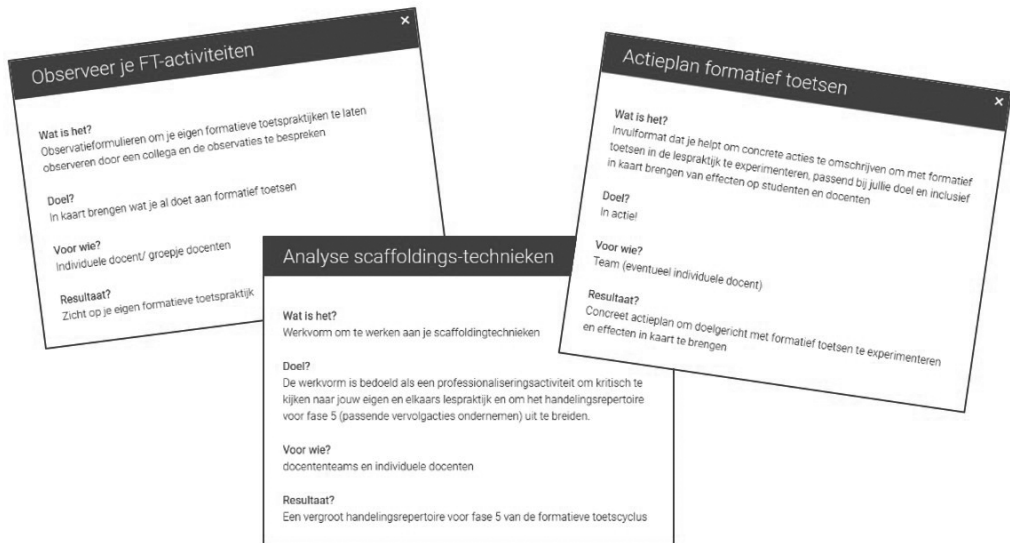 Observeer je FT-activiteiten
×
Wat is het?
Observatieformulieren om je eigen formatieve toetspraktijken te laten
observeren door een collega en de observaties te bespreken
Doel?
In kaart brengen wat je al doet aan formatief toetsen
Voor wie?
Individuele docent/ groepje docenten
Resultaat?
Zicht op je eigen formatieve toetspraktijk
Analyse scaffoldings-technieken
Wat is het?
Werkvorm om te werken aan je scaffoldingtechnieken
Doel?
De werkvorm is bedoeld als een professionaliseringsactiviteit om kritisch te
kijken naar jouw eigen en elkaars lespraktijk en om het handelingsrepertoire
voor fase 5 (passende vervolgacties ondernemen) uit te breiden.
Voor wie?
docententeams en individuele docenten
Resultaat?
Een vergroot handelingsrepertoire voor fase 5 van de formatieve toetscyclus
Actieplan formatief toetsen
×
Wat is het?
Invulformat dat je helpt om concrete acties te omschrijven om met formatief
toetsen in de lespraktijk te experimenteren, passend bij jullie doel en inclusief
in kaart brengen van effecten op studenten en docenten
Doel?
In actie!
Voor wie?
Team (eventueel individuele docent)
Resultaat?
Concreet actieplan om doelgericht met formatief toetsen te experimenteren
en effecten in kaart te brengen